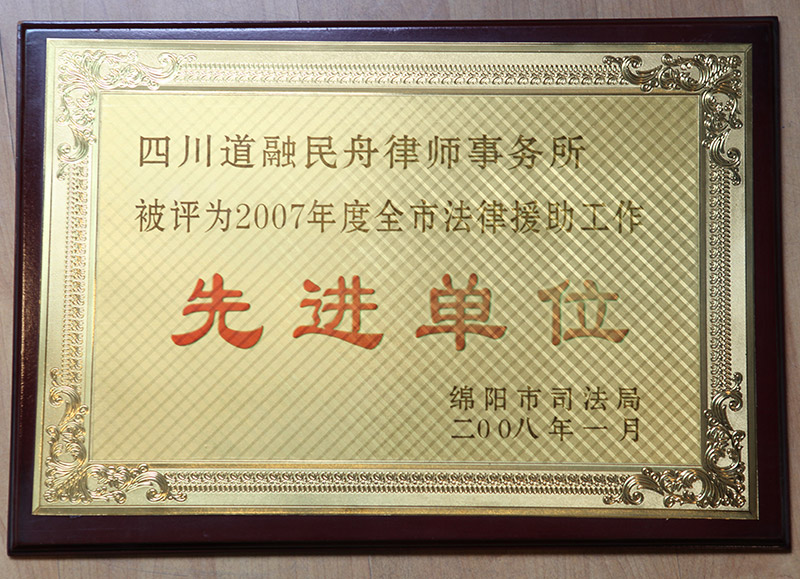 四川道融民舟律师事务所
被评为2007年度全市法律援助工作
先进单位
绵阳市司法局
二00八年一月